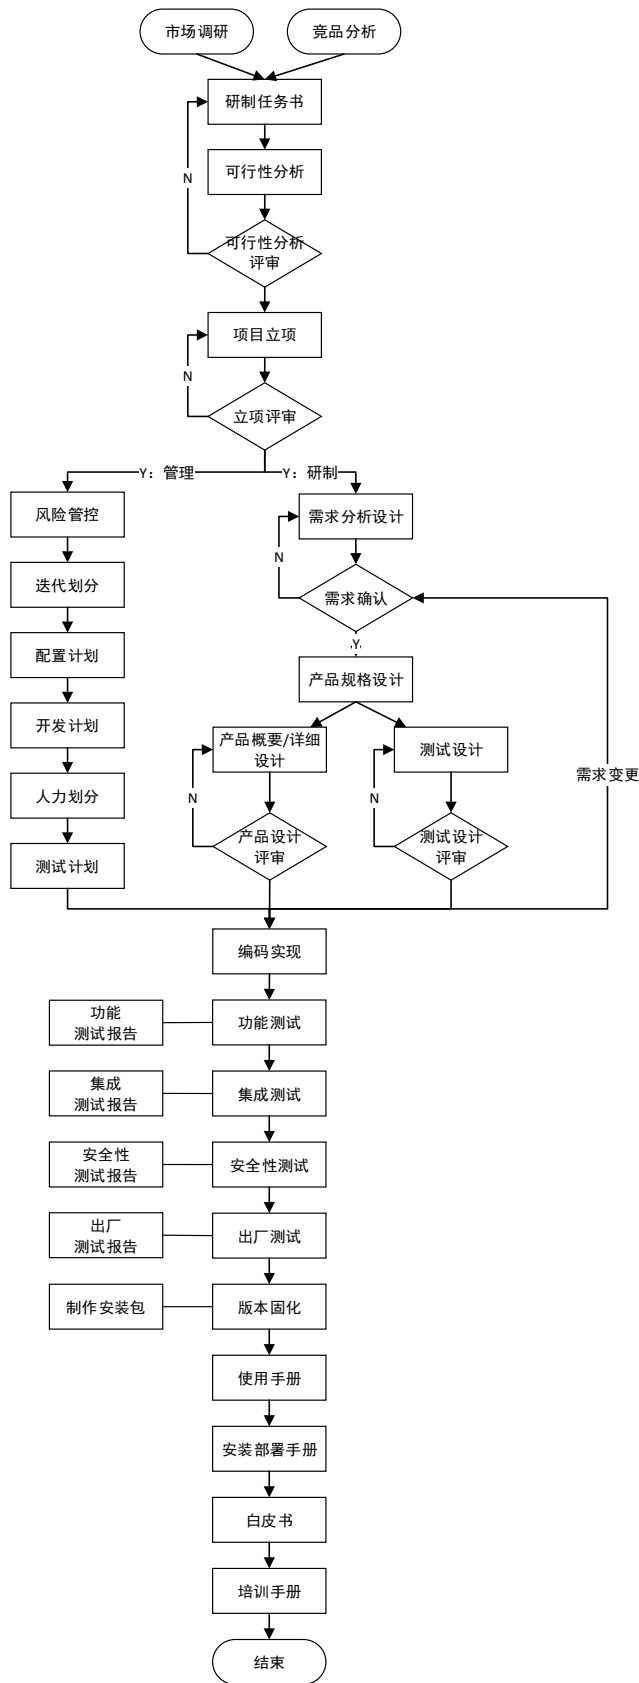 市场调研
竞品分析
研制任务书
N
可行性分析
可行性分析
评审
项目立项
N
立项评审
Y：管理
Y：研制
风险管控
需求分析设计
N
迭代划分
需求确认
配置计划
Y
产品规格设计
开发计划
产品概要/详细
设计
测试设计
需求变更
人力划分
N
N
测试计划
产品设计
评审
测试设计
评审
编码实现
功能
测试报告
功能测试
集成
测试报告
集成测试
安全性
测试报告
安全性测试
出厂
测试报告
出厂测试
制作安装包
版本固化
使用手册
安装部署手册
白皮书
培训手册
结束